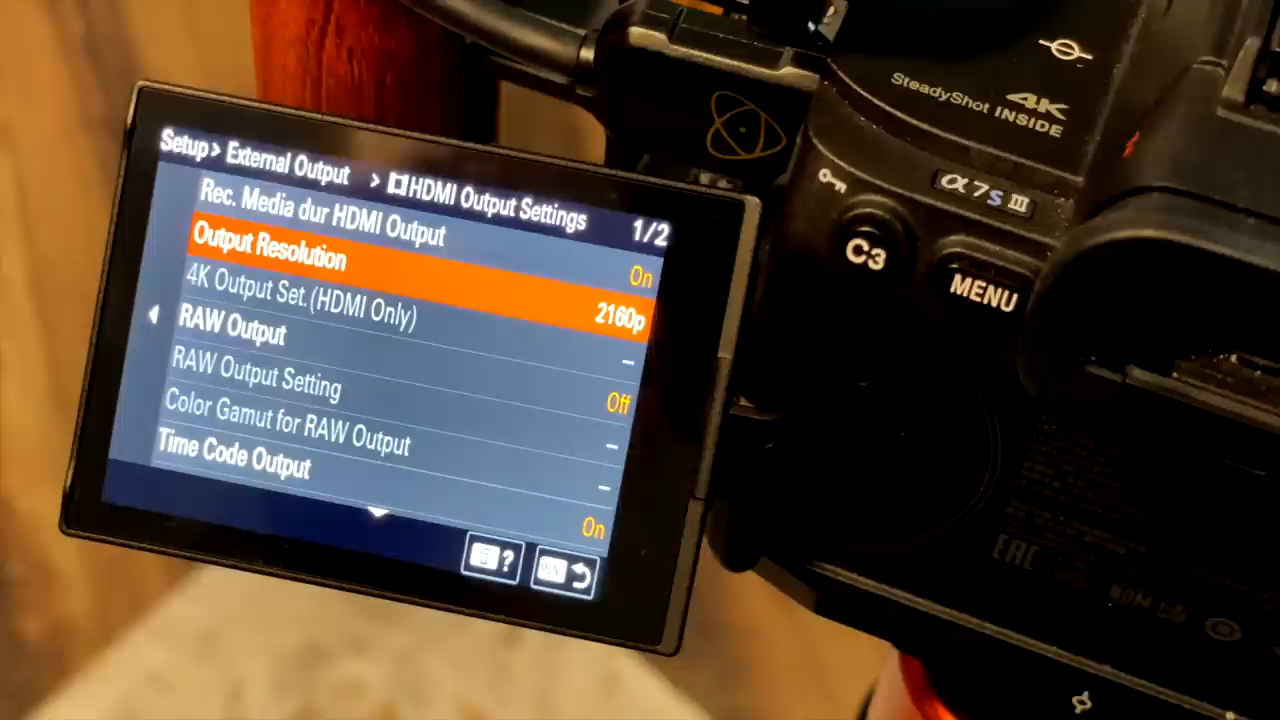 Setup > External Output > HDMI Output Settings 1/2
Rec. Media dur HDMI Output On
Output Resolution 2160p
4K Output Set.(HDMI Only) –
RAW Output Off
RAW Output Setting –
Color Gamut for RAW Output –
Time Code Output On
?
MENU
SteadyShot INSIDE 4K
α7SIII
C3
MENU
EAC